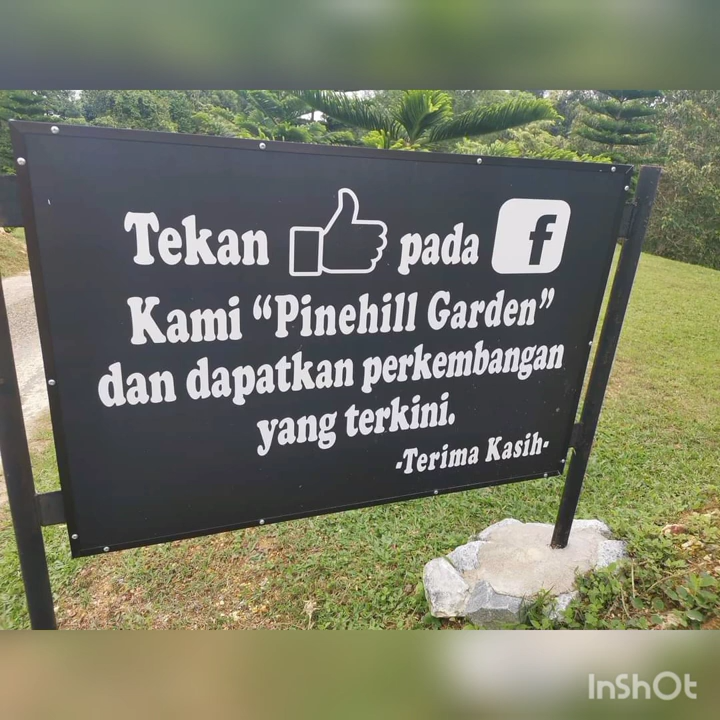 Tekan pada f
Kami “Pinehill Garden”
dan dapatkan perkembangan
yang terkini.
-Terima Kasih-
InShOt